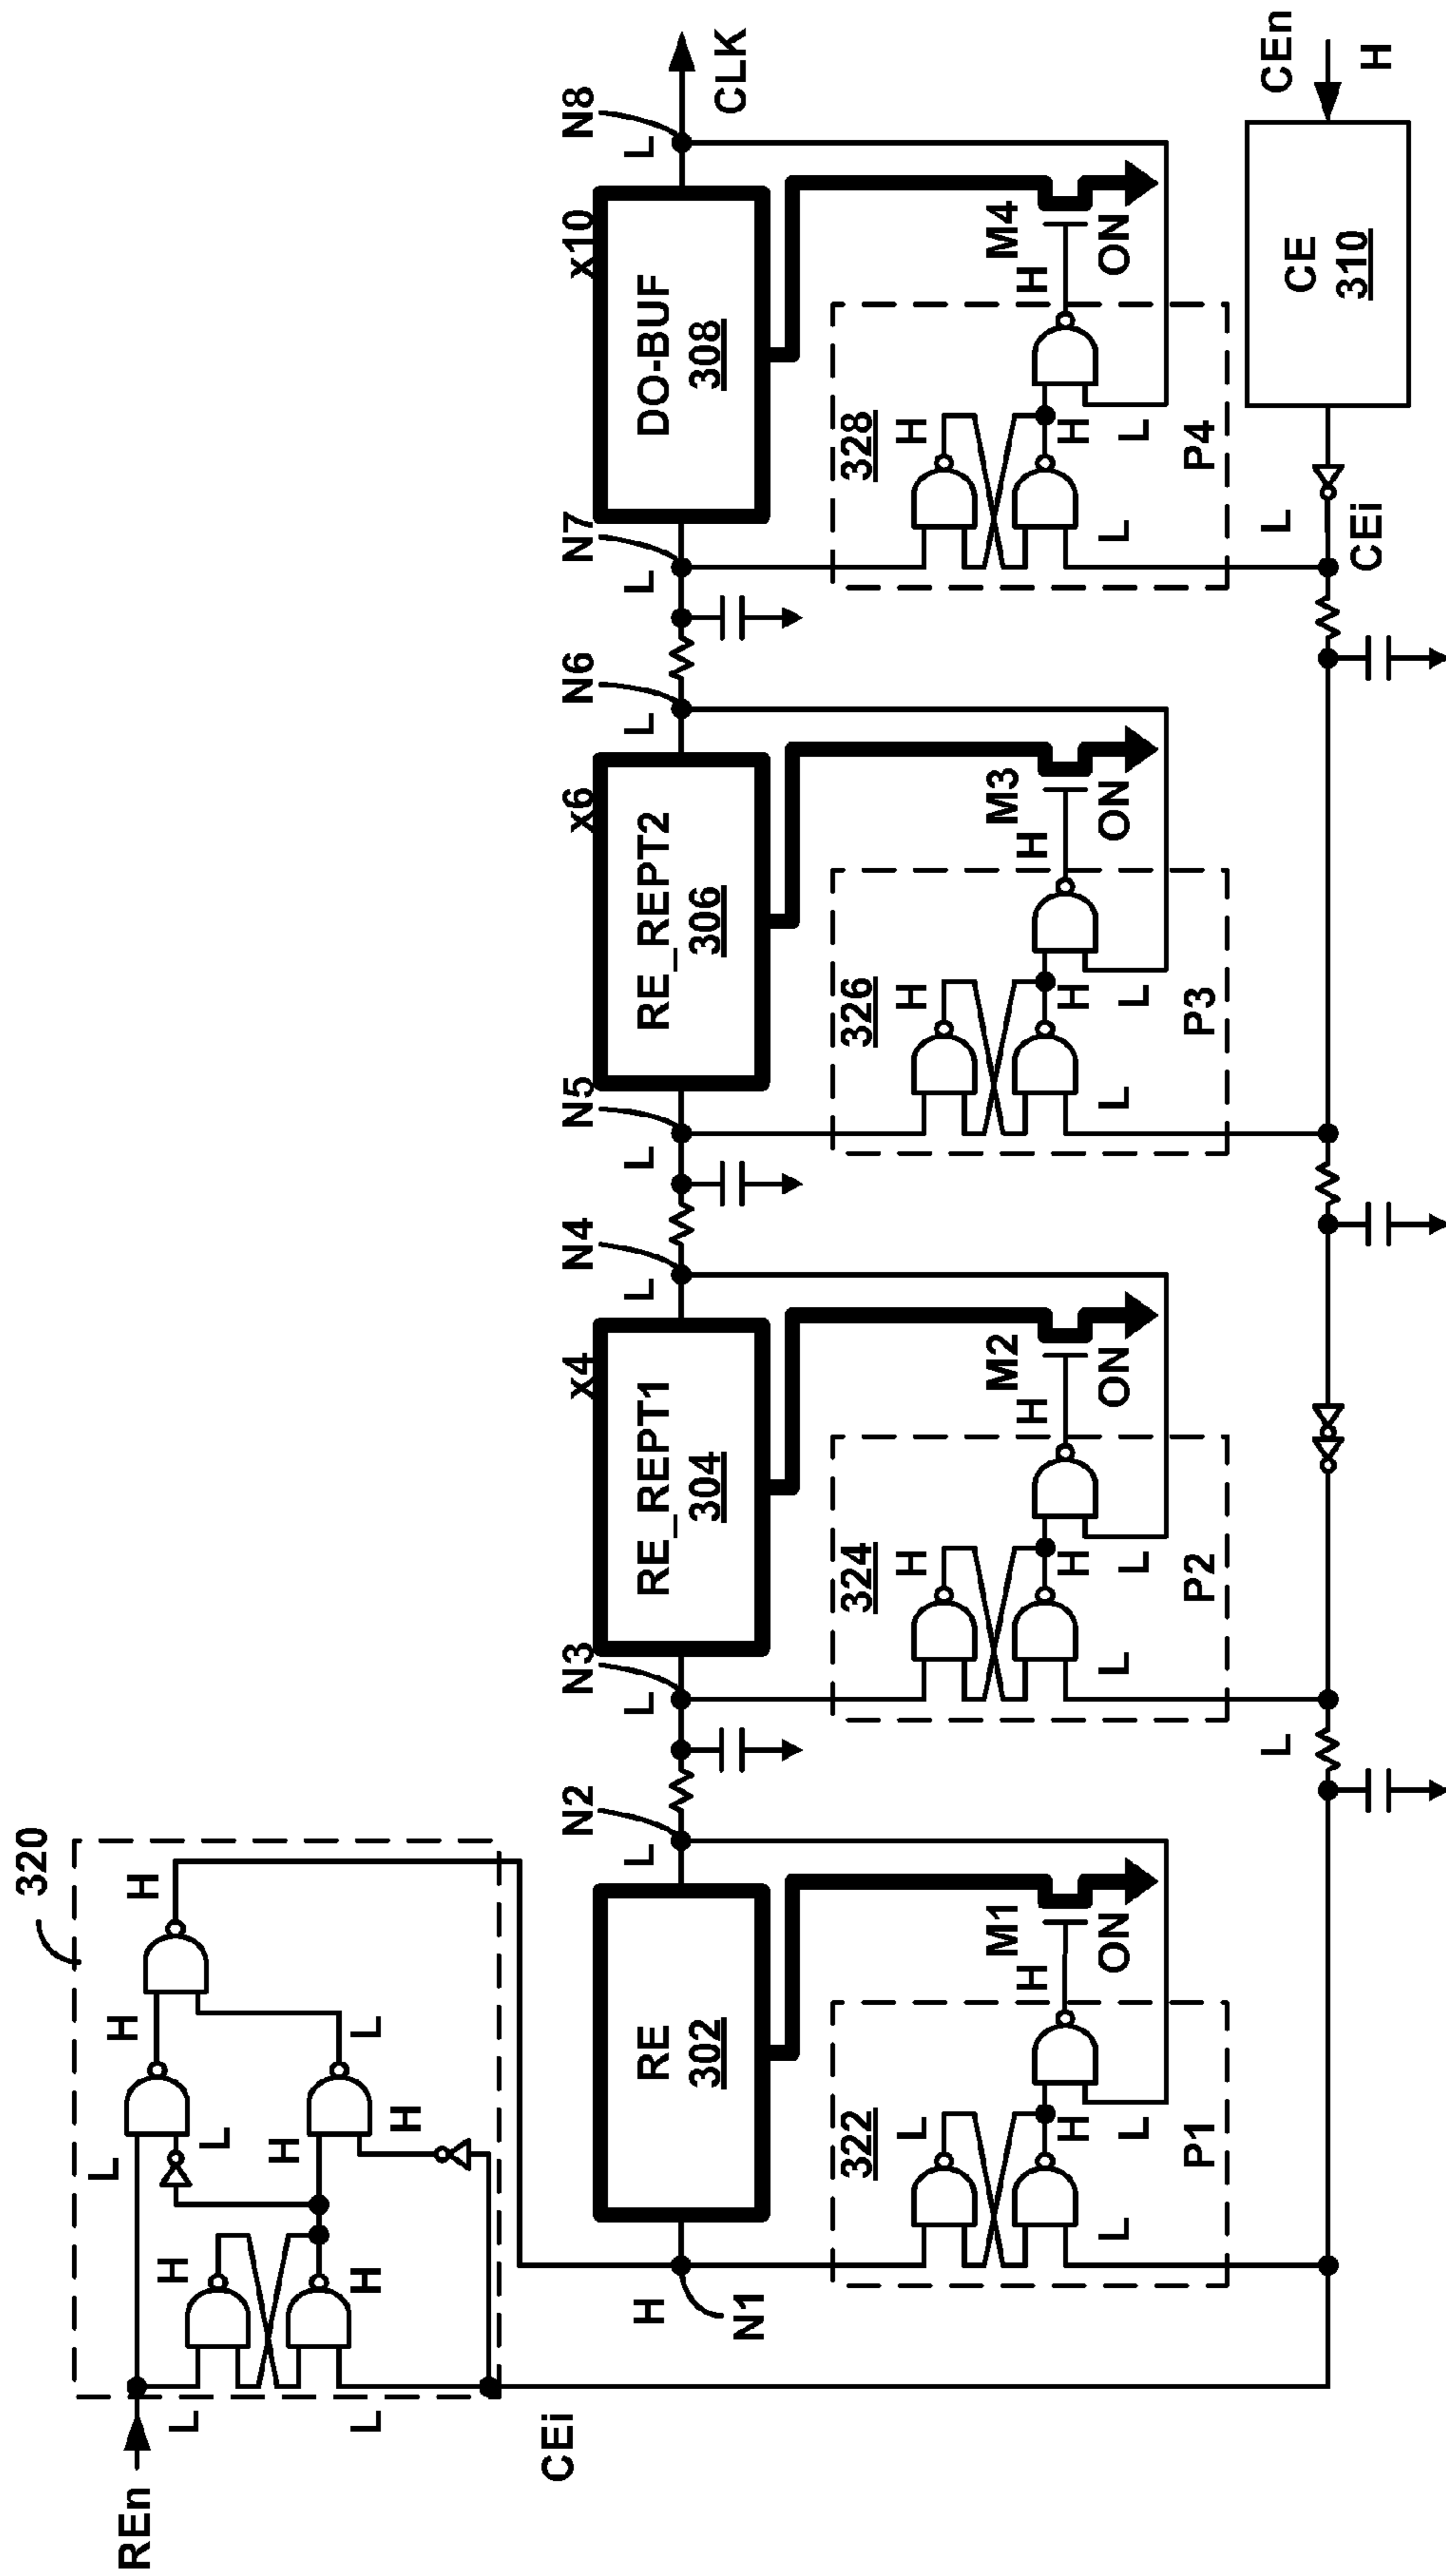 320
REn
L
L
L
L
H
H
H
H
H
H
L
H
CEi
H
N1
RE
302
L
N2
L
N3
x4
RE_REPT1
304
L
N4
L
N5
x6
RE_REPT2
306
L
N6
L
N7
x10
DO-BUF
308
L
N8
CLK
322
L
H
L
L
P1
H
M1
ON
324
H
H
L
L
P2
H
M2
ON
326
H
H
L
L
P3
H
M3
ON
328
H
H
L
L
P4
H
M4
ON
L
L
CEi
CE
310
CEn
H